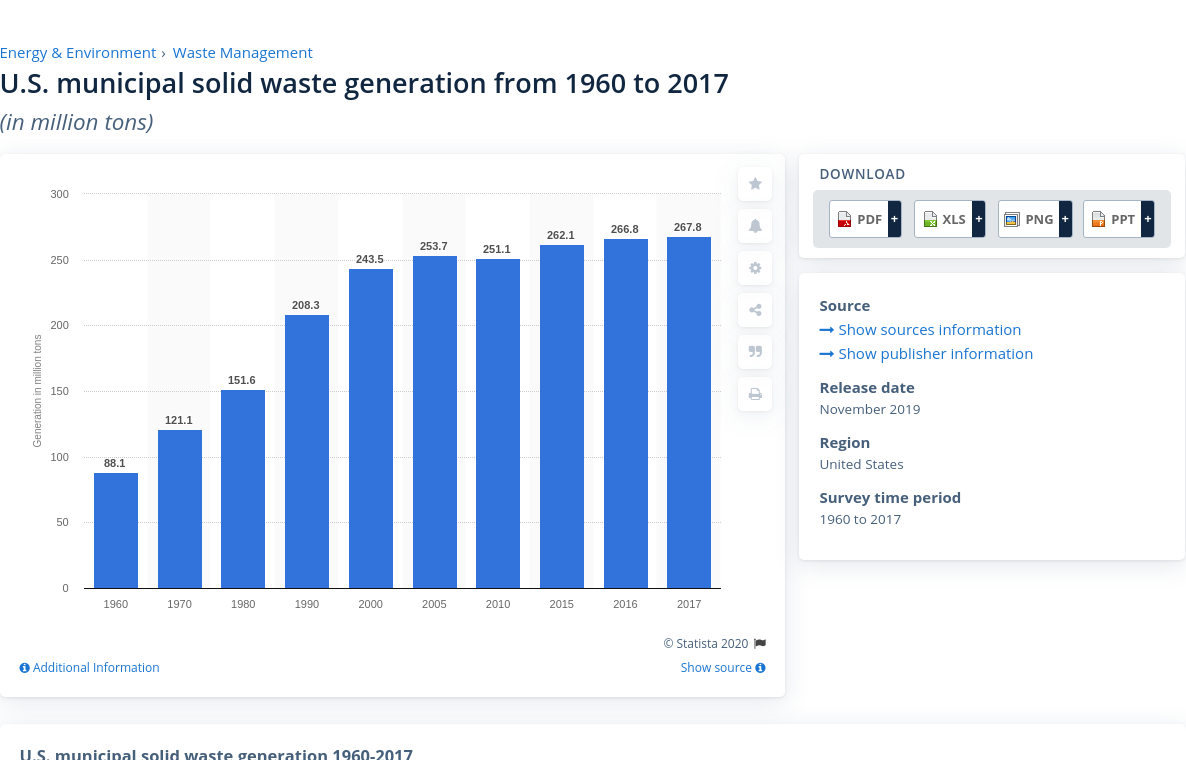 Energy & Environment › Waste Management
U.S. municipal solid waste generation from 1960 to 2017
(in million tons)
Generation in million tons
300
250
200
150
100
50
0
88.1
121.1
151.6
208.3
243.5
253.7
251.1
262.1
266.8
267.8
1960 1970 1980 1990 2000 2005 2010 2015 2016 2017
© Statista 2020
Additional Information
Show source
DOWNLOAD
PDF + XLS + PNG + PPT +
Source
Show sources information
Show publisher information
Release date
November 2019
Region
United States
Survey time period
1960 to 2017
U.S. municipal solid waste generation 1960-2017